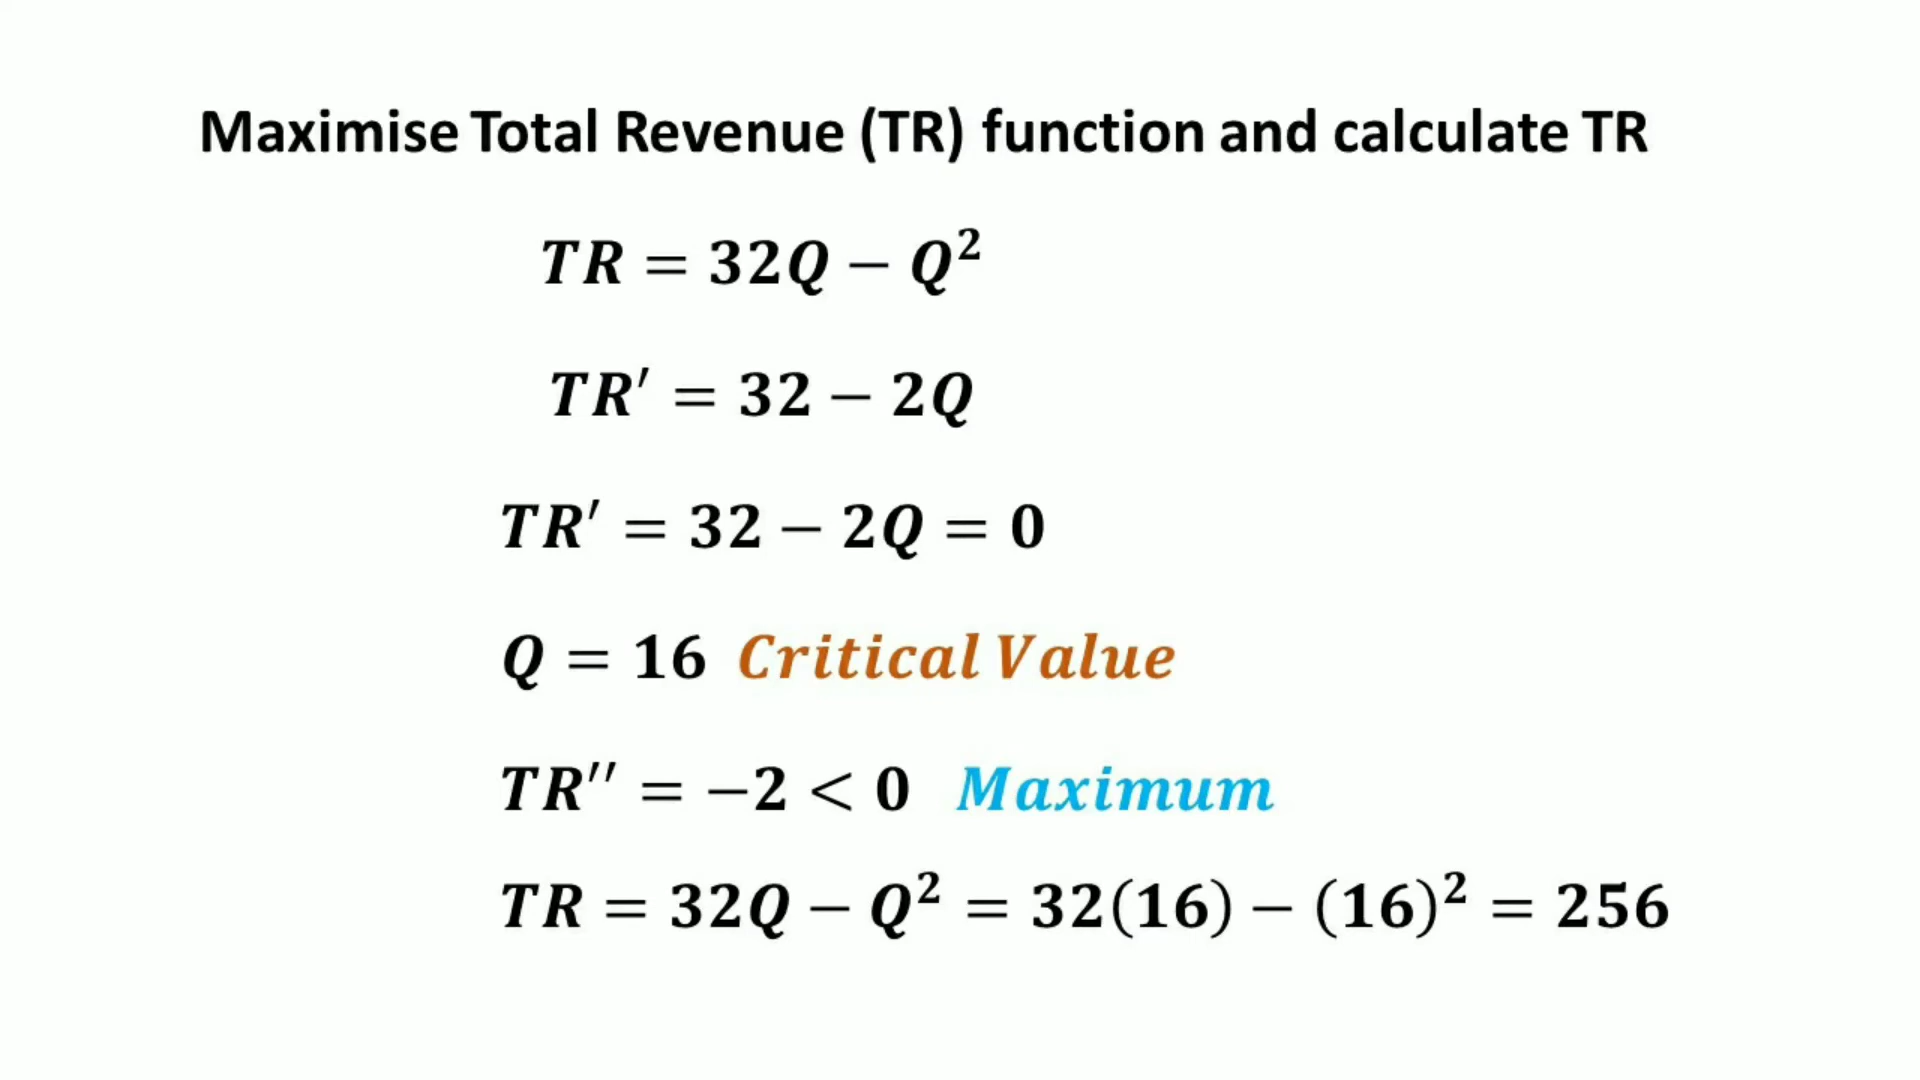 Maximise Total Revenue (TR) function and calculate TR
TR = 32Q − Q²
TR′ = 32 − 2Q
TR′ = 32 − 2Q = 0
Q = 16 Critical Value
TR′′ = −2 < 0 Maximum
TR = 32Q − Q² = 32(16) − (16)² = 256